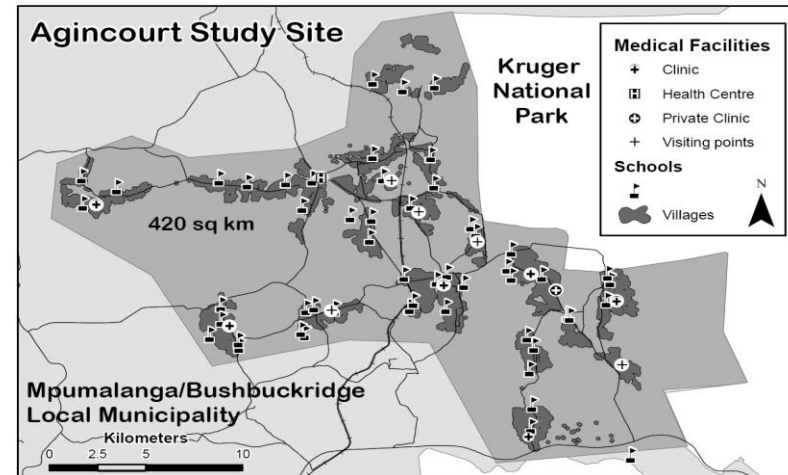 Agincourt Study Site
Kruger
National
Park
Medical Facilities
Clinic
H Health Centre
Private Clinic
Visiting points
Schools
Villages
N
420 sq km
Mpumalanga/Bushbuckridge
Local Municipality
Kilometers
0 2.5 5 10